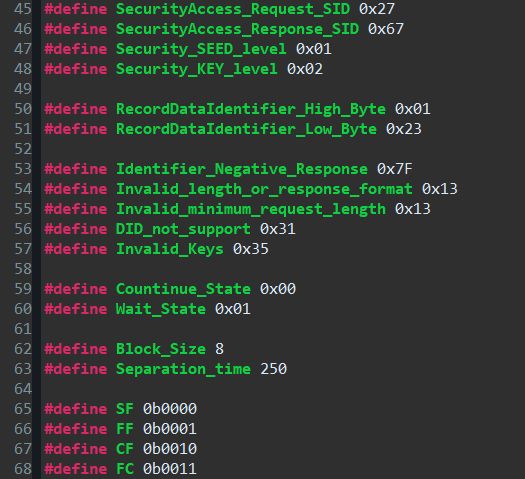 45 #define SecurityAccess_Request_SID 0x27
46 #define SecurityAccess_Response_SID 0x67
47 #define Security_SEED_level 0x01
48 #define Security_KEY_level 0x02
49
50 #define RecordDataIdentifier_High_Byte 0x01
51 #define RecordDataIdentifier_Low_Byte 0x23
52
53 #define Identifier_Negative_Response 0x7F
54 #define Invalid_length_or_response_format 0x13
55 #define Invalid_minimum_request_length 0x13
56 #define DID_not_support 0x31
57 #define Invalid_Keys 0x35
58
59 #define Countinue_State 0x00
60 #define Wait_State 0x01
61
62 #define Block_Size 8
63 #define Separation_time 250
64
65 #define SF 0b0000
66 #define FF 0b0001
67 #define CF 0b0010
68 #define FC 0b0011